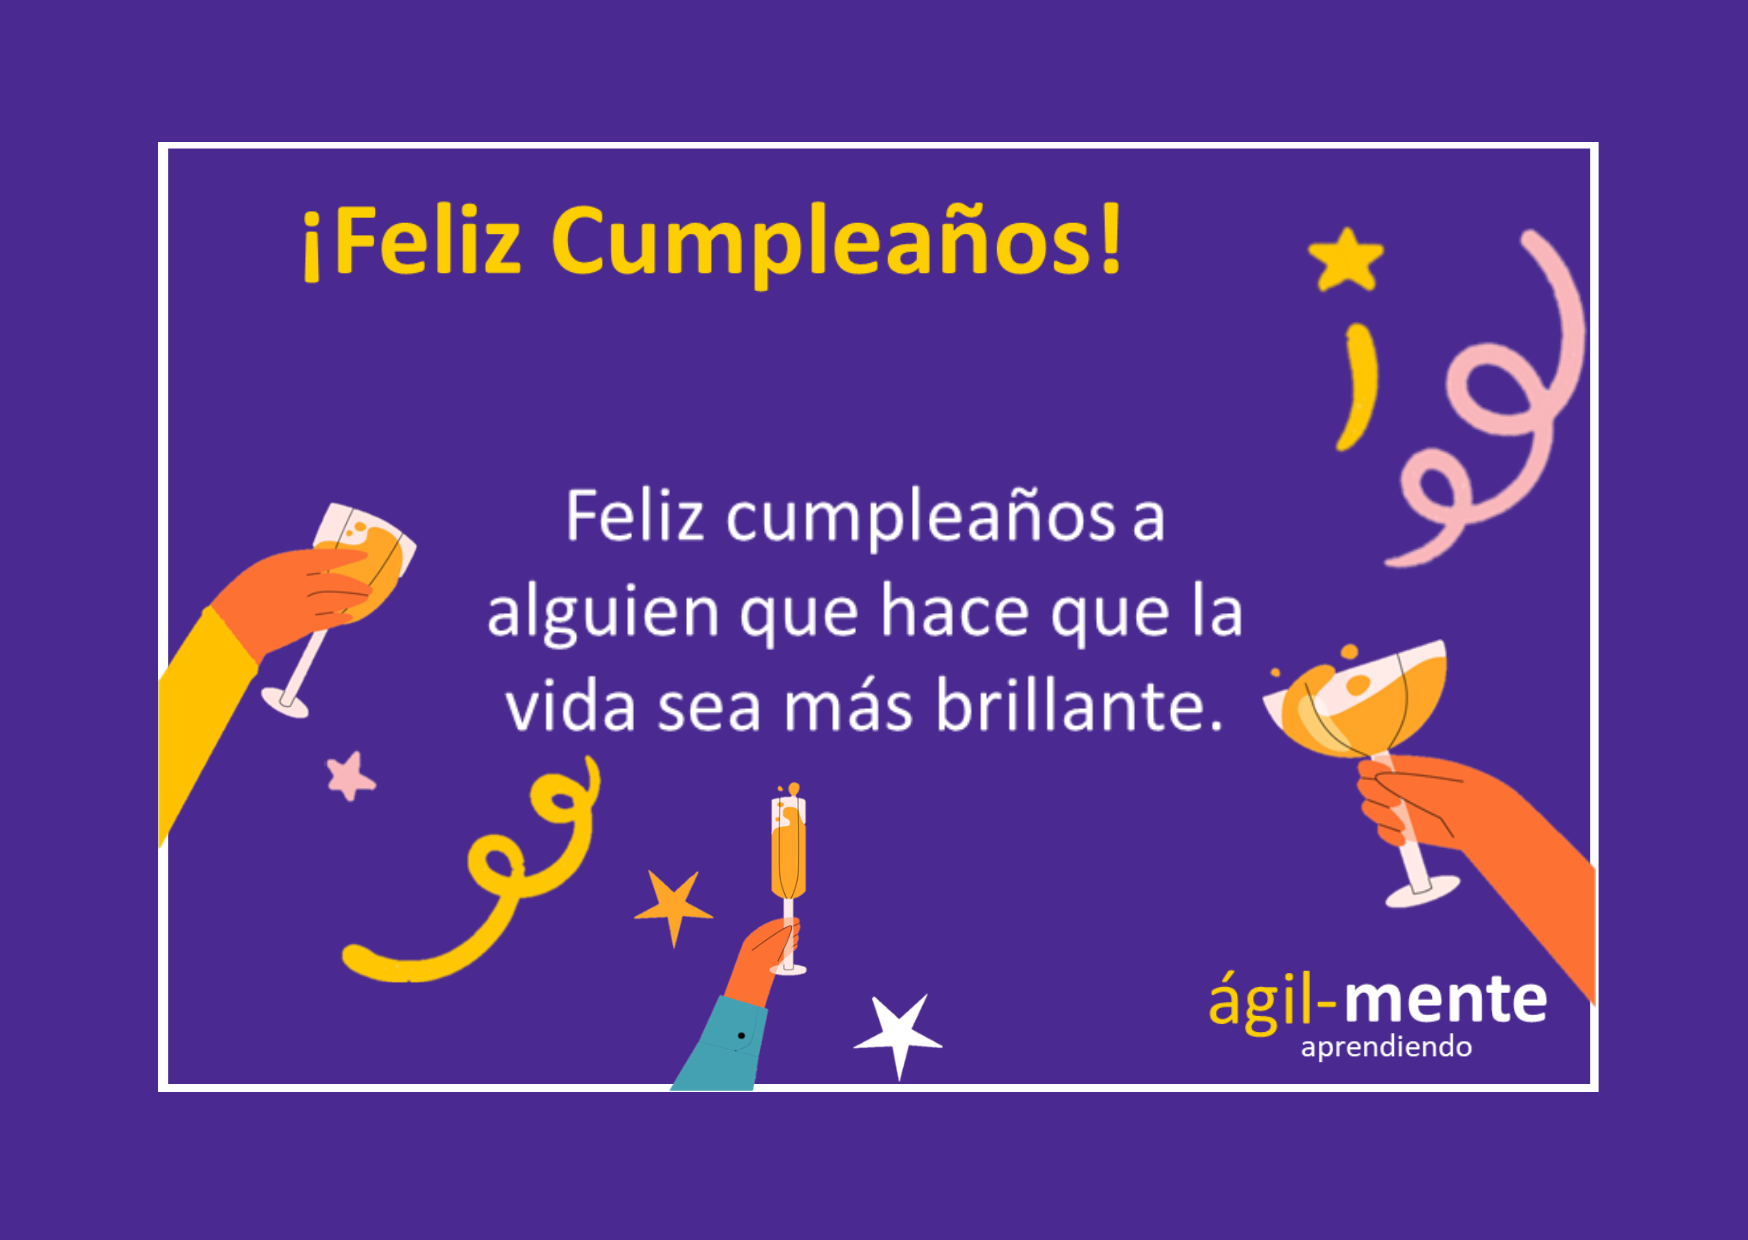 ¡Feliz Cumpleaños!
Feliz cumpleaños a
alguien que hace que la
vida sea más brillante.
ágil-mente
aprendiendo